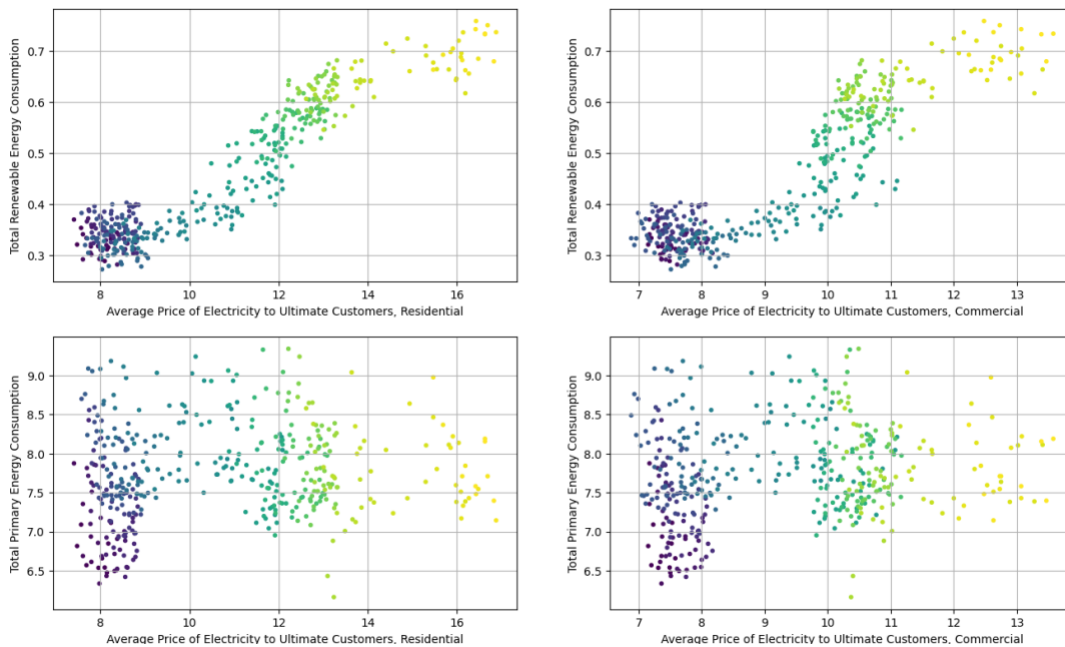 Total Renewable Energy Consumption
0.7
0.6
0.5
0.4
0.3
8 10 12 14 16
Average Price of Electricity to Ultimate Customers, Residential
Total Renewable Energy Consumption
0.7
0.6
0.5
0.4
0.3
7 8 9 10 11 12 13
Average Price of Electricity to Ultimate Customers, Commercial
Total Primary Energy Consumption
9.0
8.5
8.0
7.5
7.0
6.5
8 10 12 14 16
Average Price of Electricity to Ultimate Customers, Residential
Total Primary Energy Consumption
9.0
8.5
8.0
7.5
7.0
6.5
7 8 9 10 11 12 13
Average Price of Electricity to Ultimate Customers, Commercial